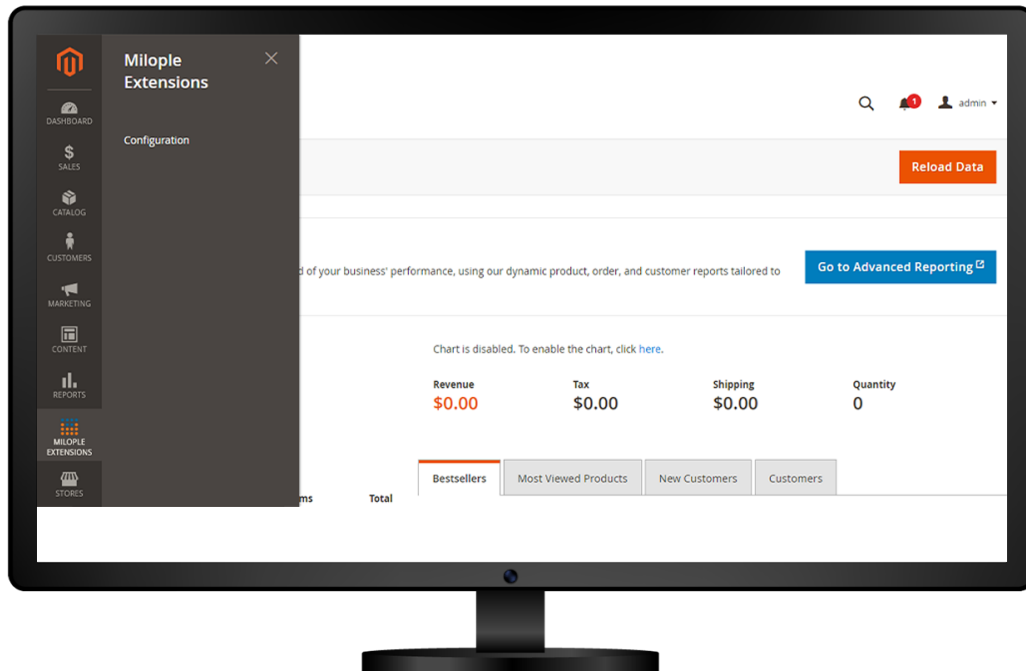 Milople
Extensions
Configuration
DASHBOARD
SALES
CATALOG
CUSTOMERS
MARKETING
CONTENT
REPORTS
MILOPLE
EXTENSIONS
STORES
1
admin
Reload Data
d of your business' performance, using our dynamic product, order, and customer reports tailored to
Go to Advanced Reporting
Chart is disabled. To enable the chart, click here.
Revenue Tax Shipping Quantity
$0.00 $0.00 $0.00 0
Bestsellers Most Viewed Products New Customers Customers
ms Total